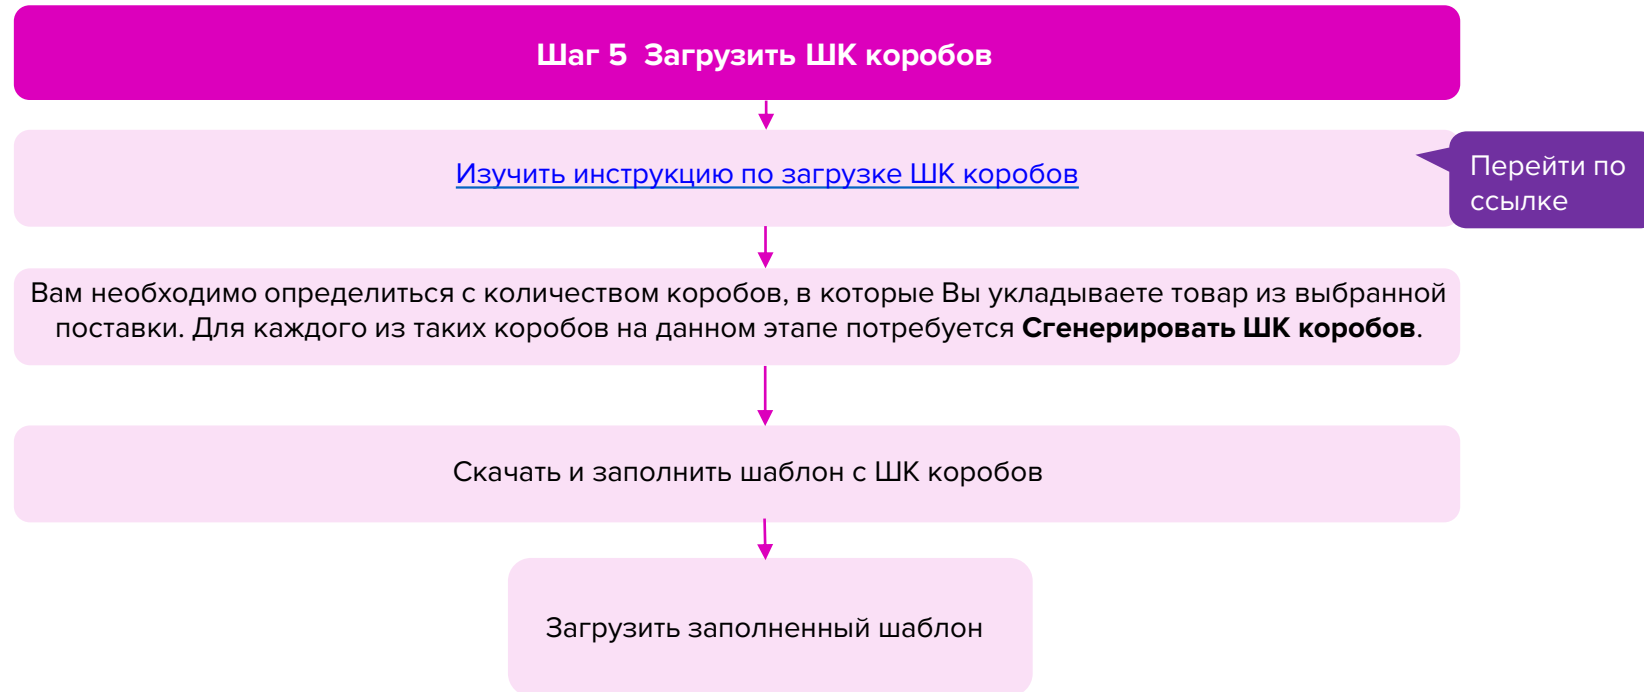 Шаг 5 Загрузить ШК коробов
Изучить инструкцию по загрузке ШК коробов
Перейти по
ссылке
Вам необходимо определиться с количеством коробов, в которые Вы укладываете товар из выбранной
поставки. Для каждого из таких коробов на данном этапе потребуется Сгенерировать ШК коробов.
Скачать и заполнить шаблон с ШК коробов
Загрузить заполненный шаблон